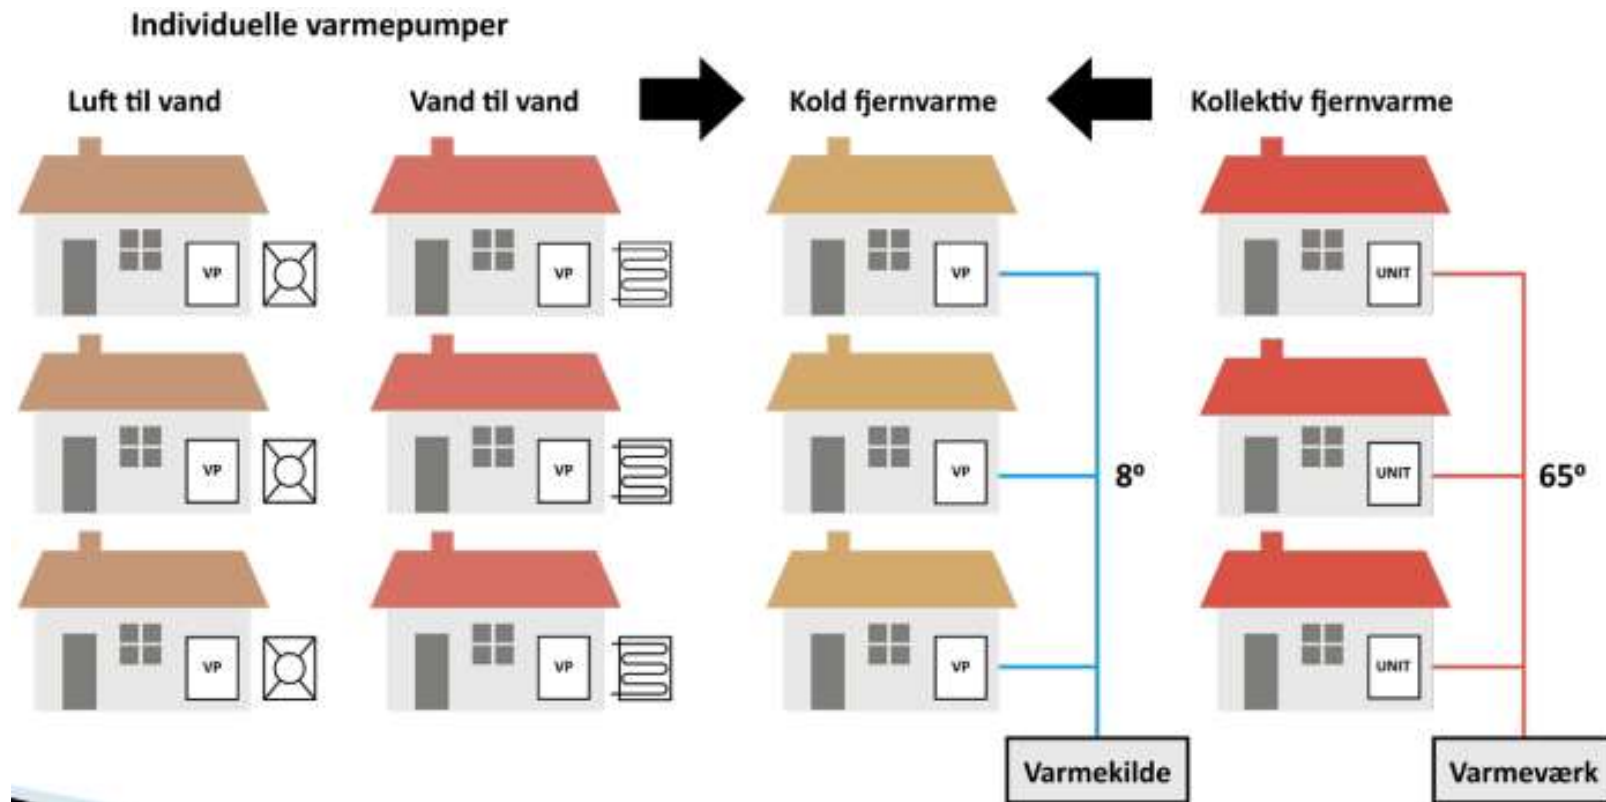 Individuelle varmepumper
Luft til vand
Vand til vand
Kold fjernvarme
Kollektiv fjernvarme
VP
VP
VP
UNIT
VP
VP
VP
8º
UNIT
65º
VP
VP
VP
UNIT
Varmekilde
Varmeværk